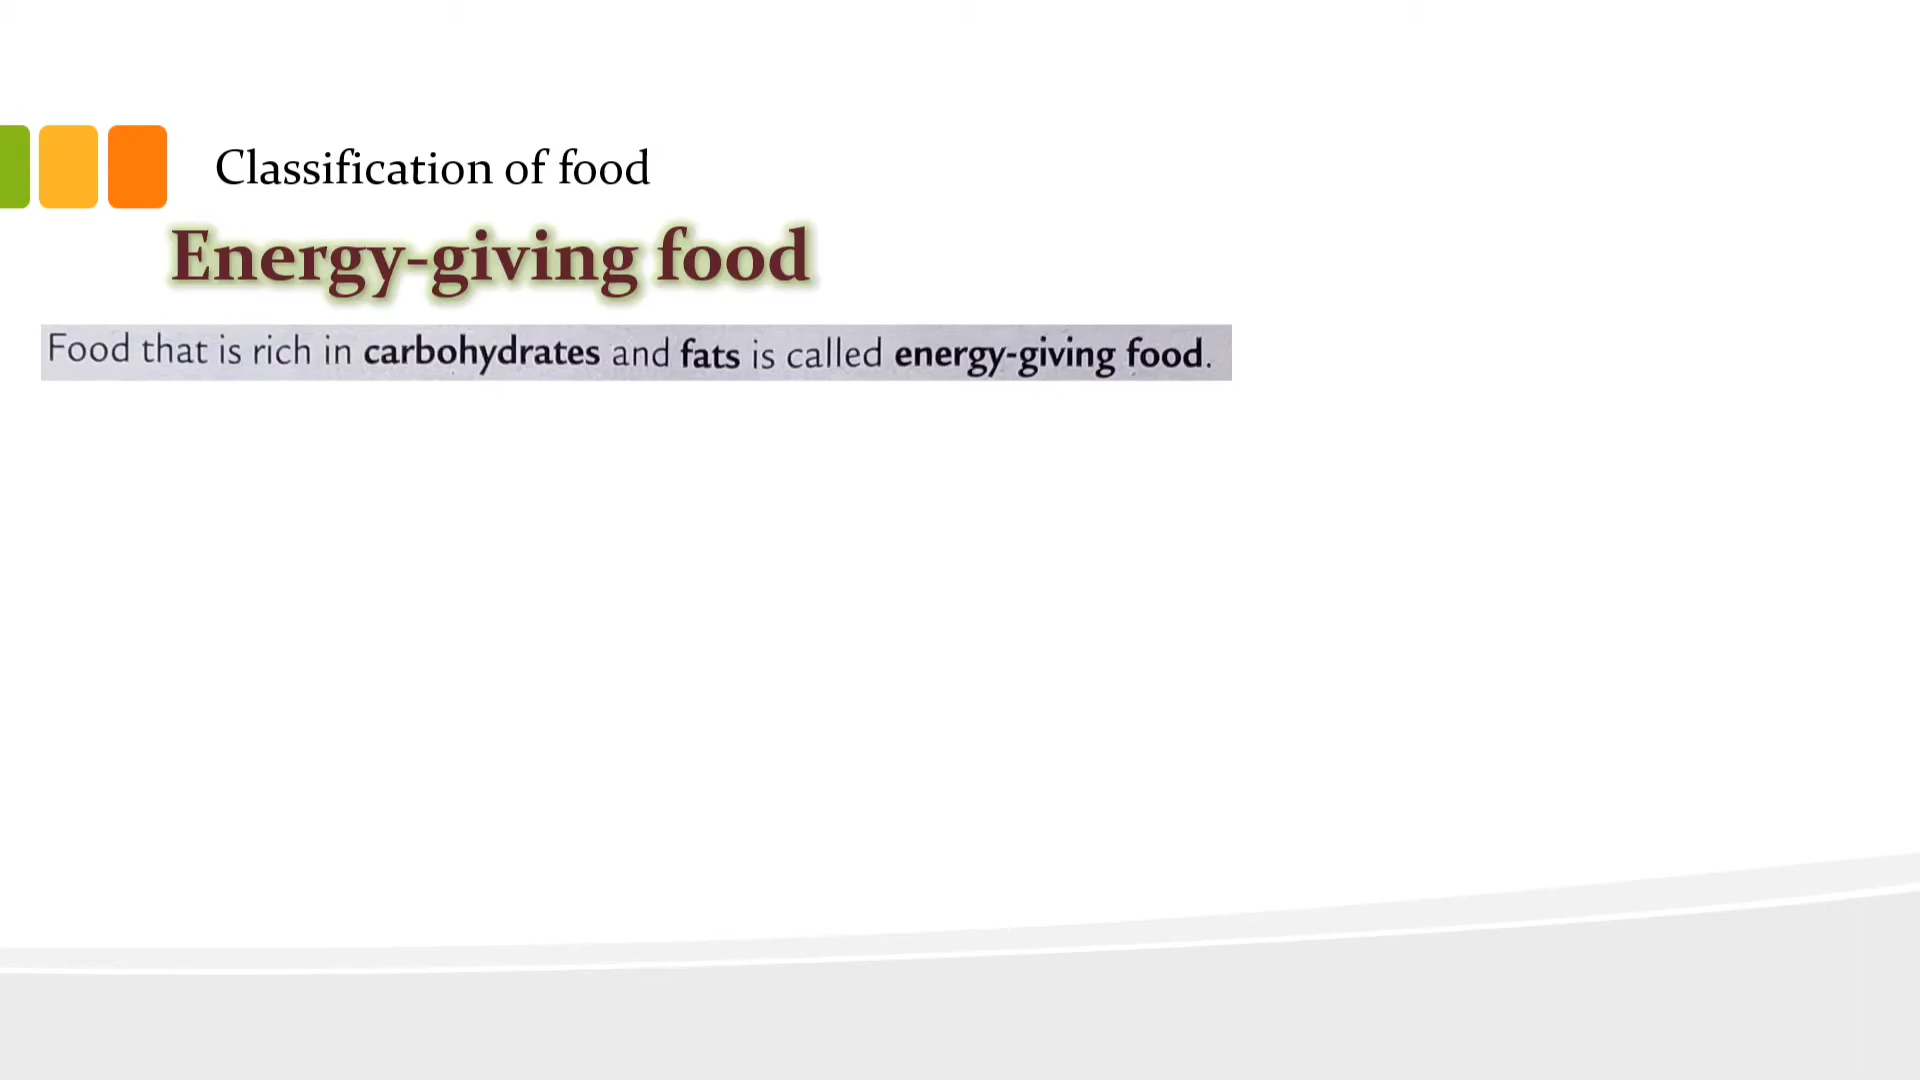 Classification of food
Energy-giving food
Food that is rich in carbohydrates and fats is called energy-giving food.